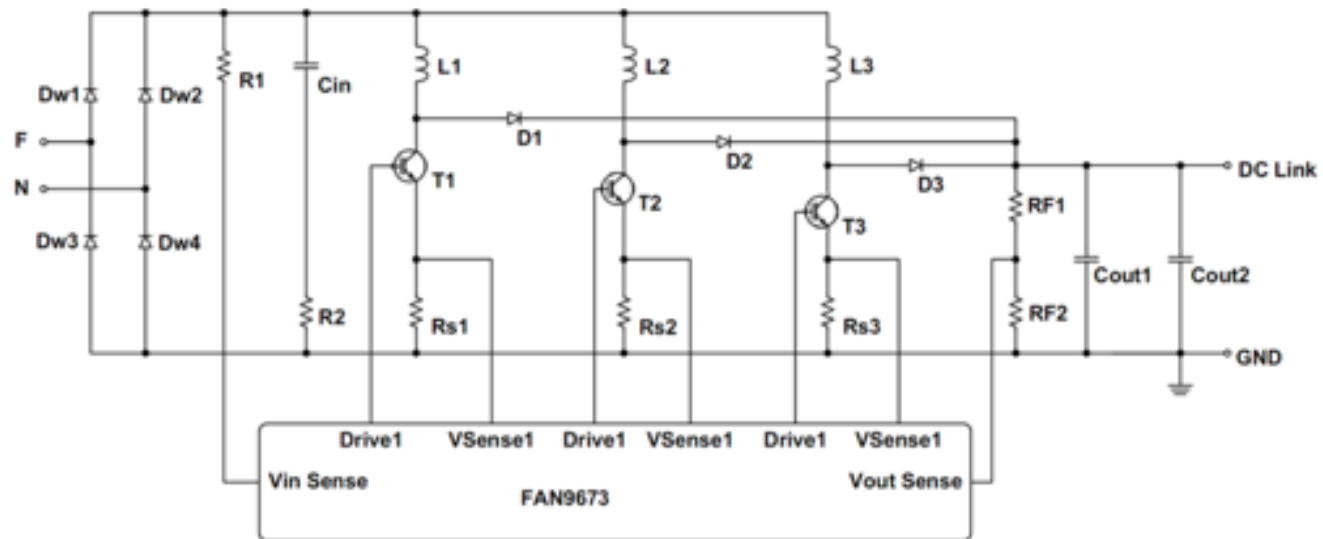 R1
Cin
L1
L2
L3
Dw1
Dw2
F
D1
D2
D3
DC Link
N
T1
T2
T3
RF1
Dw3
Dw4
Cout1
Cout2
R2
Rs1
Rs2
Rs3
RF2
GND
Drive1
VSense1
Drive1
VSense1
Drive1
VSense1
Vin Sense
Vout Sense
FAN9673